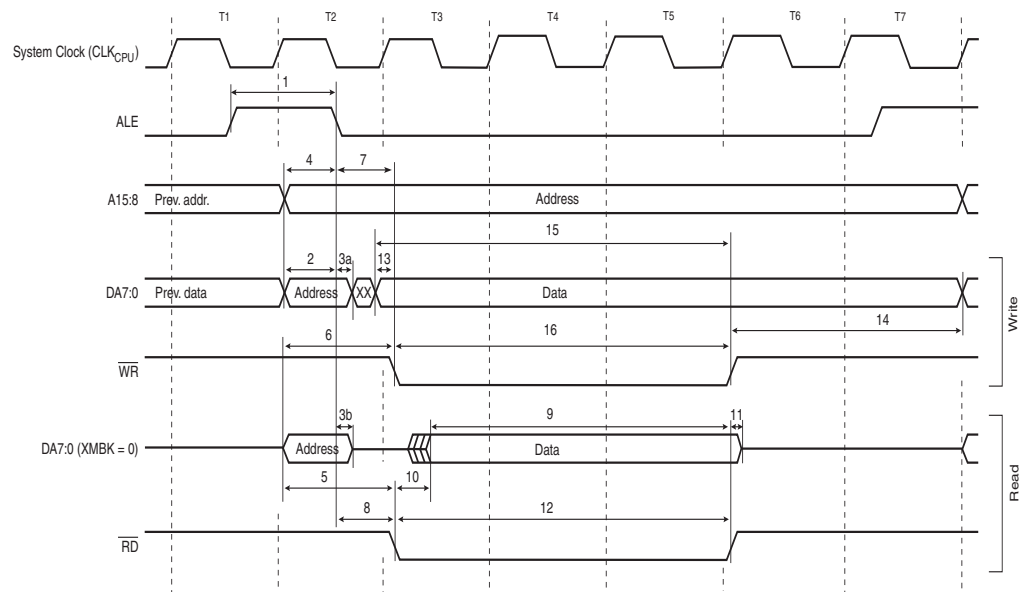 T1 T2 T3 T4 T5 T6 T7
System Clock (CLKCPU)
1
ALE
4 7
A15:8 Prev. addr. Address
15
2 3a 13
DA7:0 Prev. data Address XX Data
14
6 16
WR
Write
3b 9 11
DA7:0 (XMBK = 0) Address Data
5 10
8 12
RD
Read